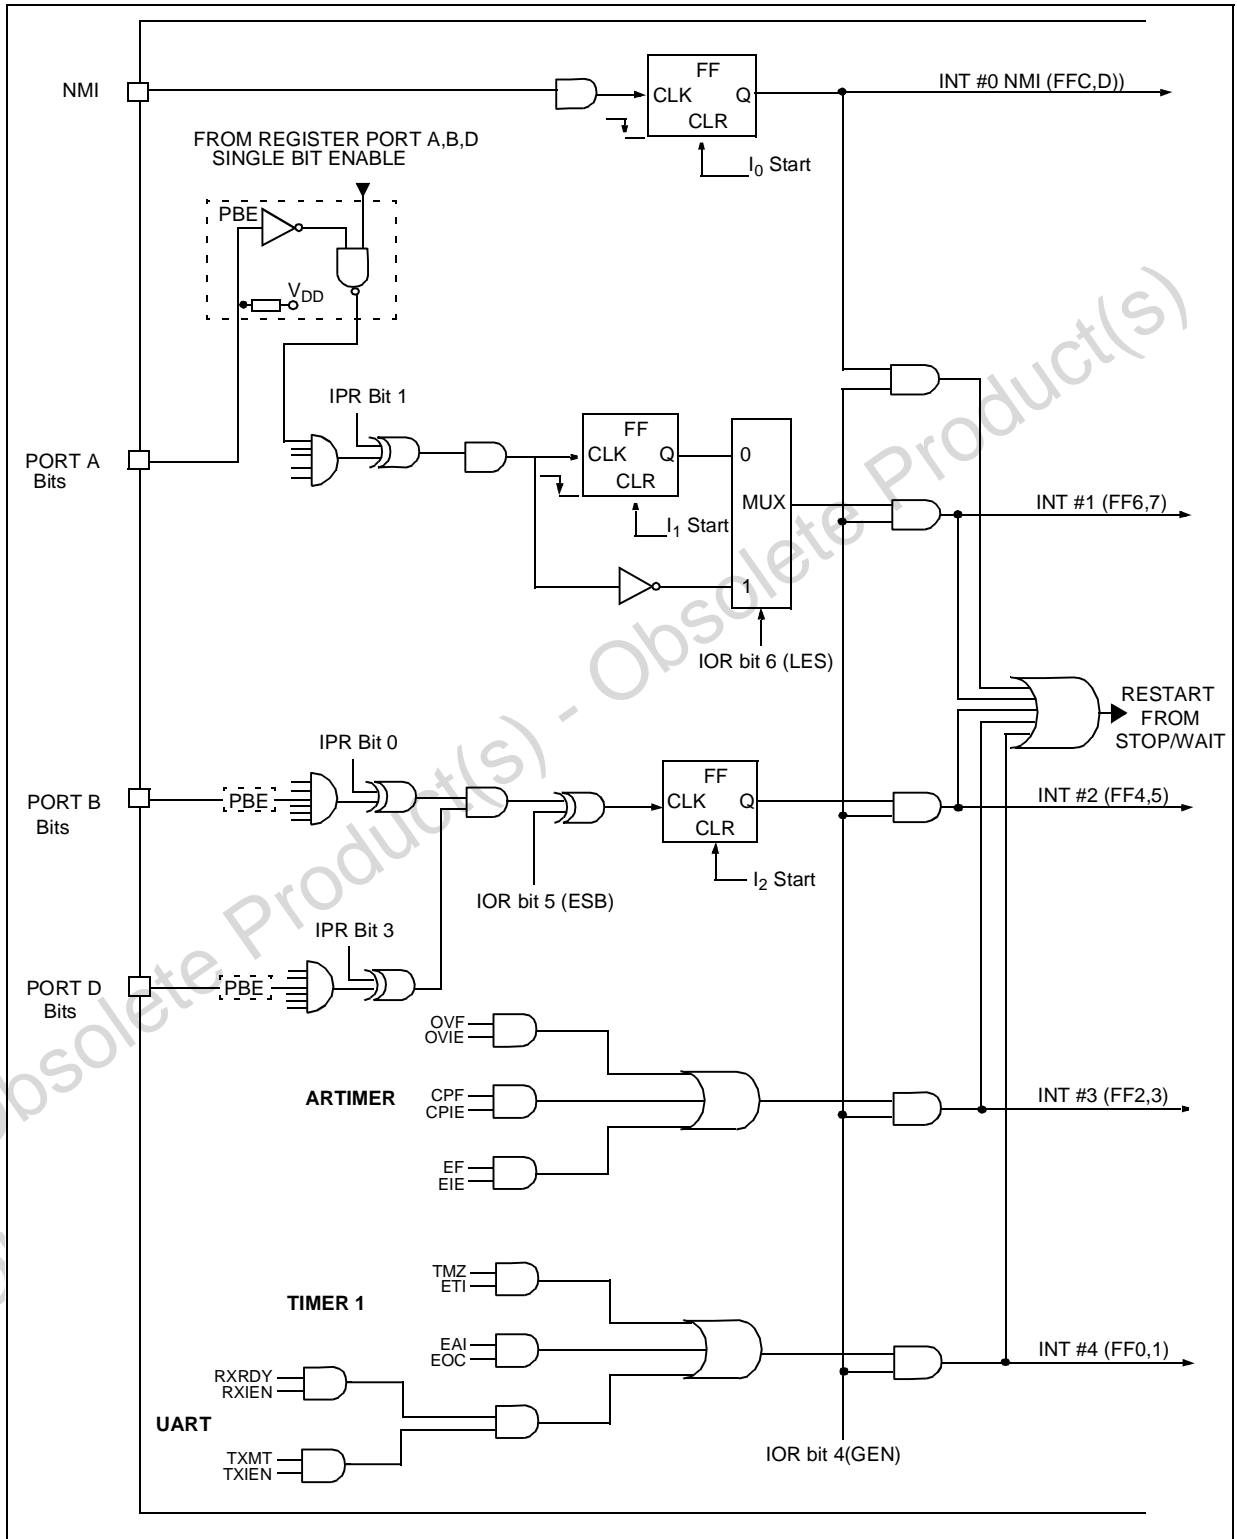 NMI
FF
CLK Q
CLR
I0 Start
INT #0 NMI (FFC,D))
FROM REGISTER PORT A,B,D
SINGLE BIT ENABLE
PBE
VDD
IPR Bit 1
PORT A
Bits
FF
CLK Q
CLR
I1 Start
0
MUX
1
IOR bit 6 (LES)
INT #1 (FF6,7)
RESTART
FROM
STOP/WAIT
IPR Bit 0
PORT B
Bits
PBE
FF
CLK Q
CLR
I2 Start
INT #2 (FF4,5)
IOR bit 5 (ESB)
IPR Bit 3
PORT D
Bits
PBE
OVF
OVIE
ARTIMER
CPF
CPIE
EF
EIE
INT #3 (FF2,3)
TMZ
ETI
TIMER 1
EAI
EOC
RXRDY
RXIEN
UART
TXMT
TXIEN
INT #4 (FF0,1)
IOR bit 4(GEN)
Obsolete Product(s) - Obsolete Product(s)